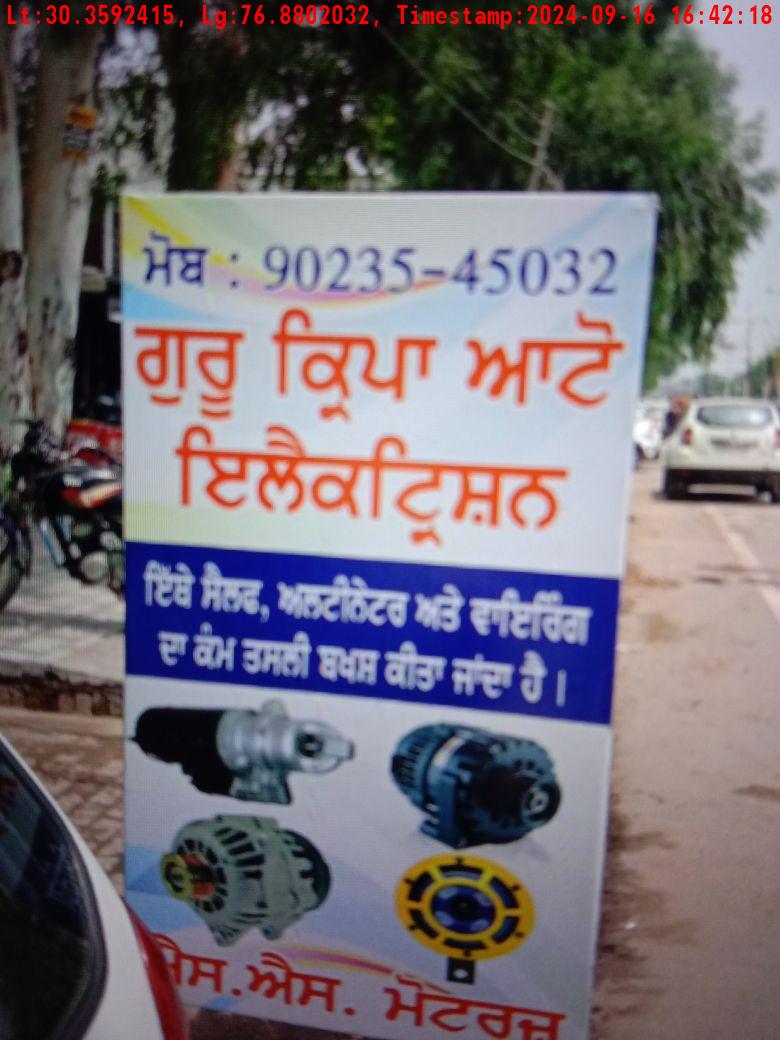 Lt:30.3592415, Lg:76.8802032, Timestamp:2024-09-16 16:42:18
ਮੋਬ : 90235-45032
ਗੁਰੂ ਕ੍ਰਿਪਾ ਆਟੋ
ਇਲੈਕਟ੍ਰਿਸ਼ਨ
ਇੱਥੇ ਸੈਲਫ, ਅਲਟੀਨੇਟਰ ਅਤੇ ਵਾਇਰਿੰਗ
ਦਾ ਕੰਮ ਤਸਲੀ ਬਖਸ਼ ਕੀਤਾ ਜਾਂਦਾ ਹੈ।
ਐਸ.ਐਸ. ਮੋਟਰਜ਼